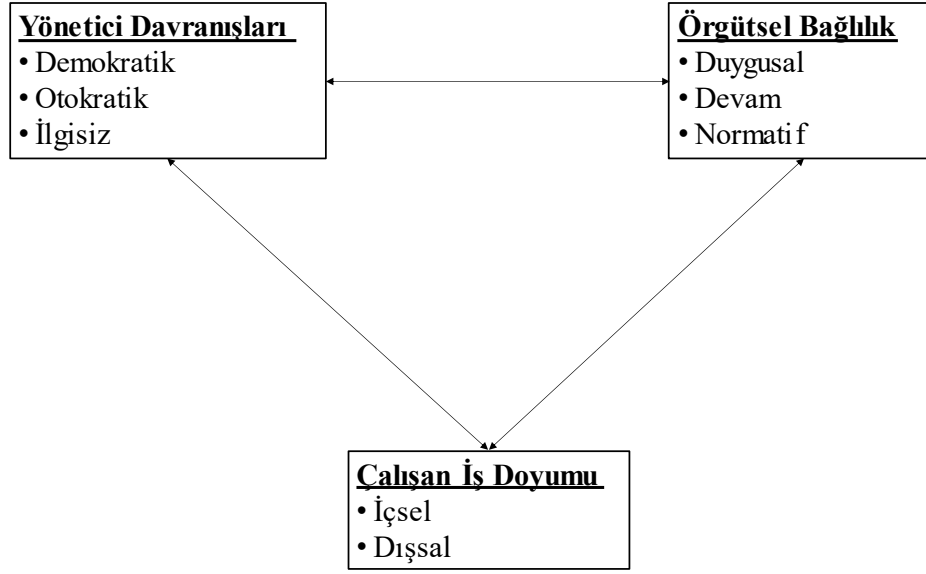 Yönetici Davranışları
• Demokratik
• Otokratik
• İlgisiz
Örgütsel Bağlılık
• Duygusal
• Devam
• Normatif
Çalışan İş Doyumu
• İçsel
• Dışsal